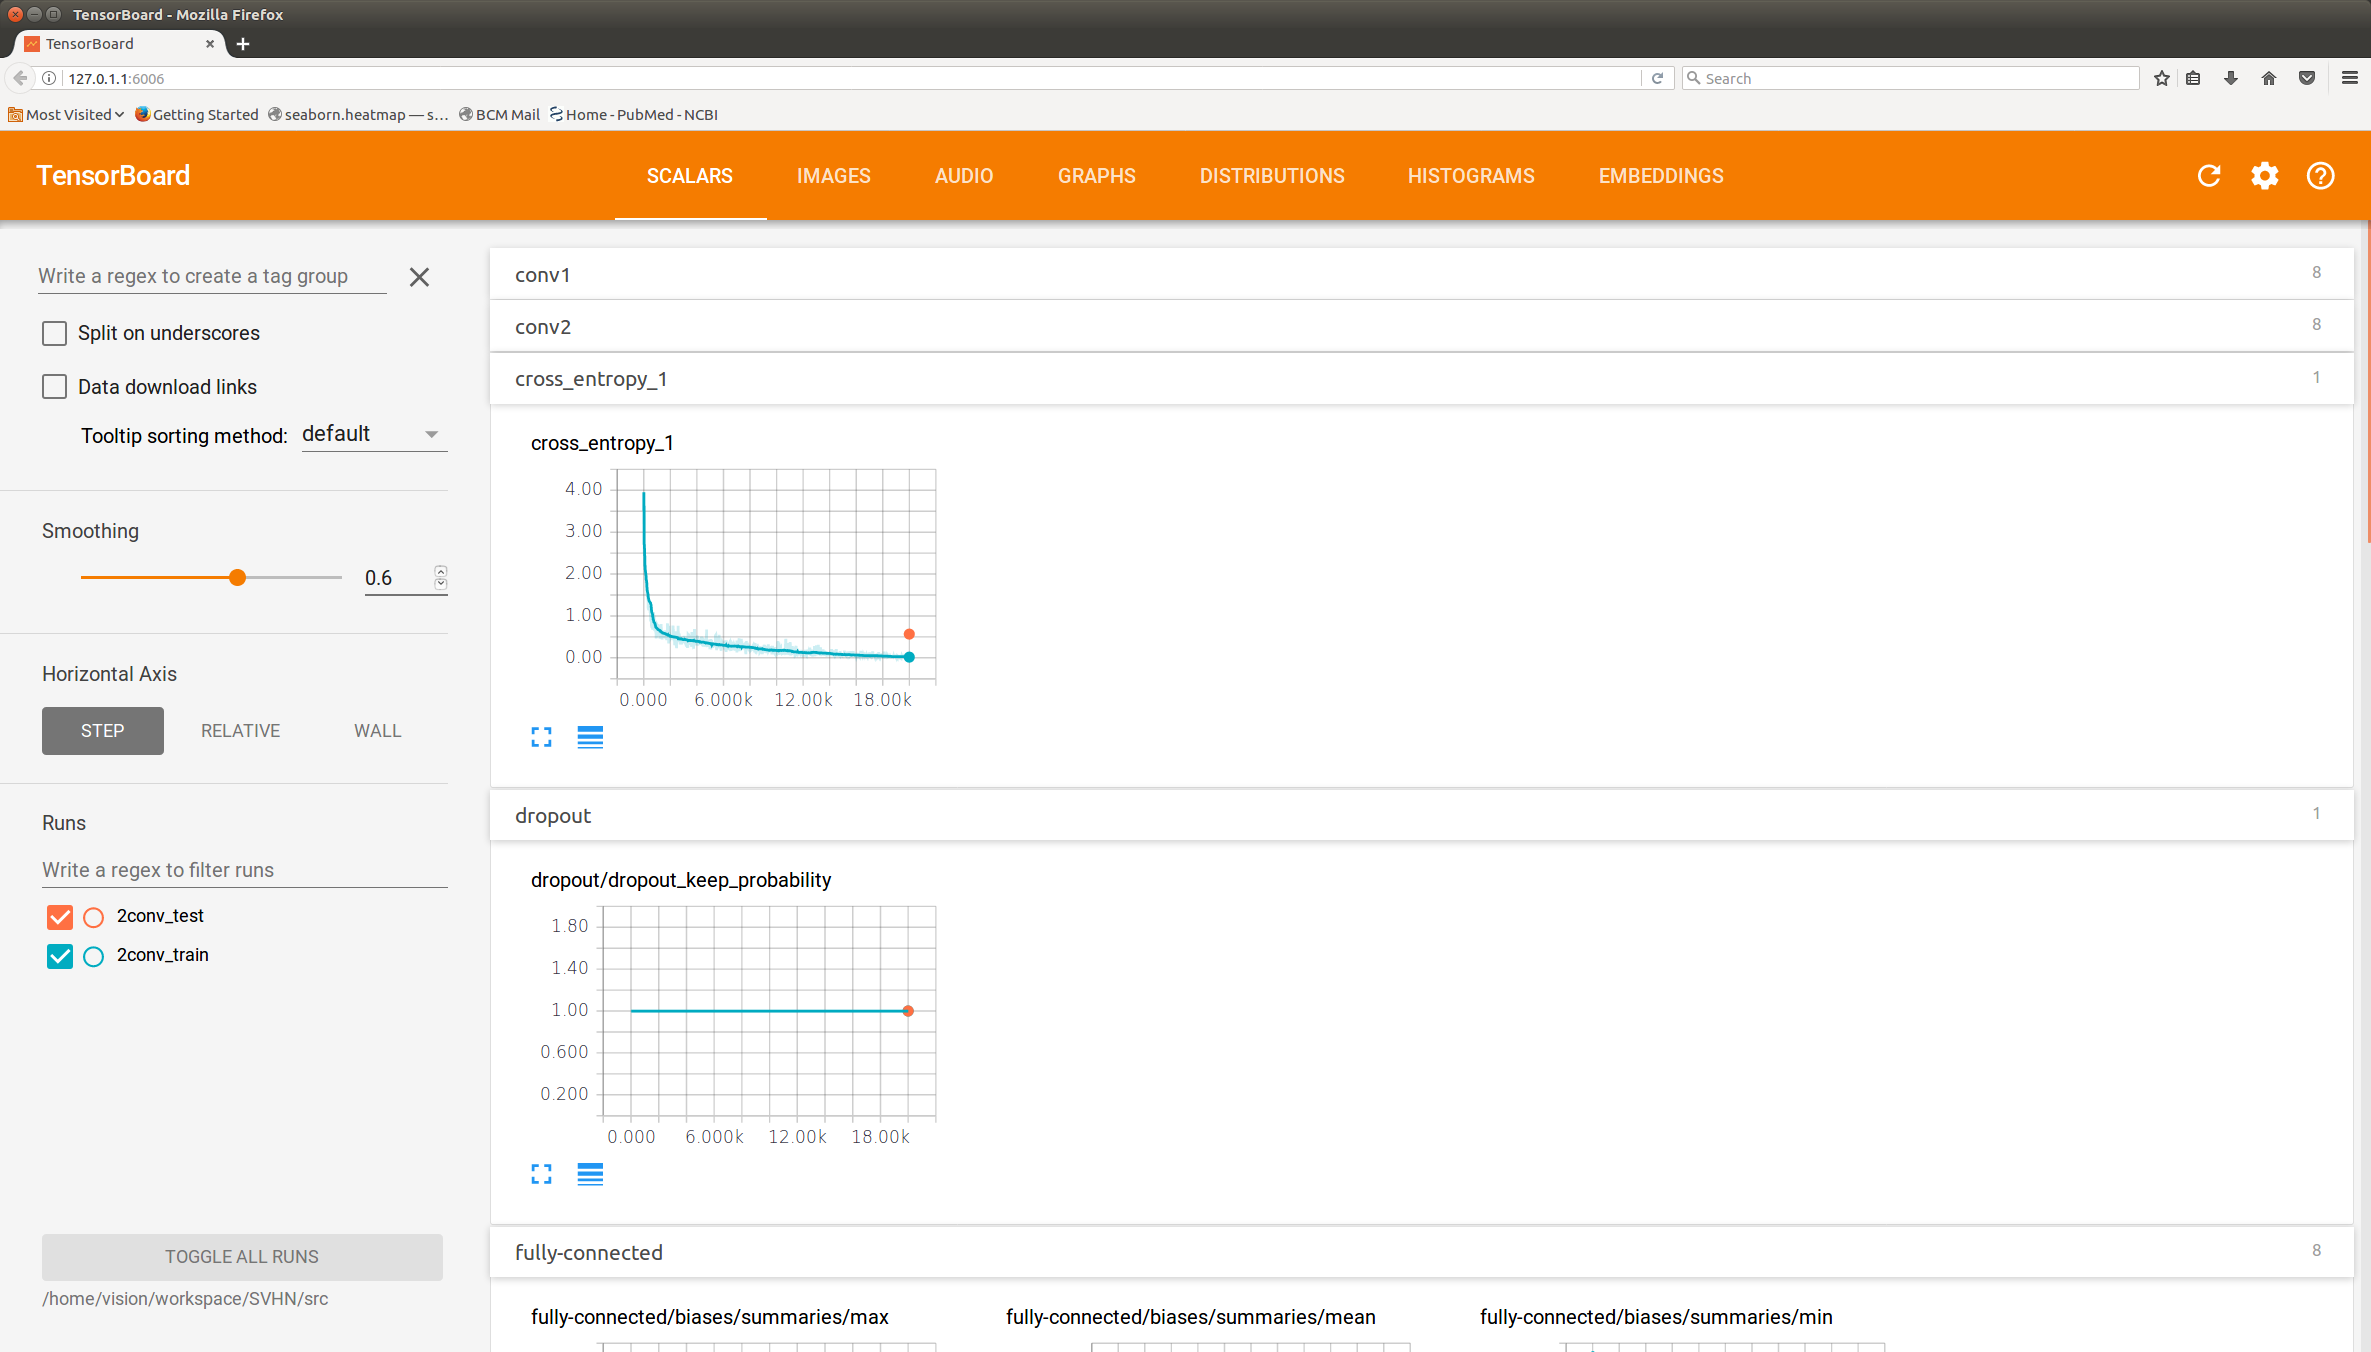 TensorBoard - Mozilla Firefox
TensorBoard
127.0.1.1:6006
Search
Most Visited
Getting Started
seaborn.heatmap — s...
BCM Mail
Home - PubMed - NCBI
TensorBoard
SCALARS
IMAGES
AUDIO
GRAPHS
DISTRIBUTIONS
HISTOGRAMS
EMBEDDINGS
Write a regex to create a tag group
Split on underscores
Data download links
Tooltip sorting method: default
Smoothing
0.6
Horizontal Axis
STEP
RELATIVE
WALL
Runs
Write a regex to filter runs
2conv_test
2conv_train
TOGGLE ALL RUNS
/home/vision/workspace/SVHN/src
conv1
8
conv2
8
cross_entropy_1
1
cross_entropy_1
4.00
3.00
2.00
1.00
0.00
0.000 6.000k 12.00k 18.00k
dropout
1
dropout/dropout_keep_probability
1.80
1.40
1.00
0.600
0.200
0.000 6.000k 12.00k 18.00k
fully-connected
8
fully-connected/biases/summaries/max
fully-connected/biases/summaries/mean
fully-connected/biases/summaries/min